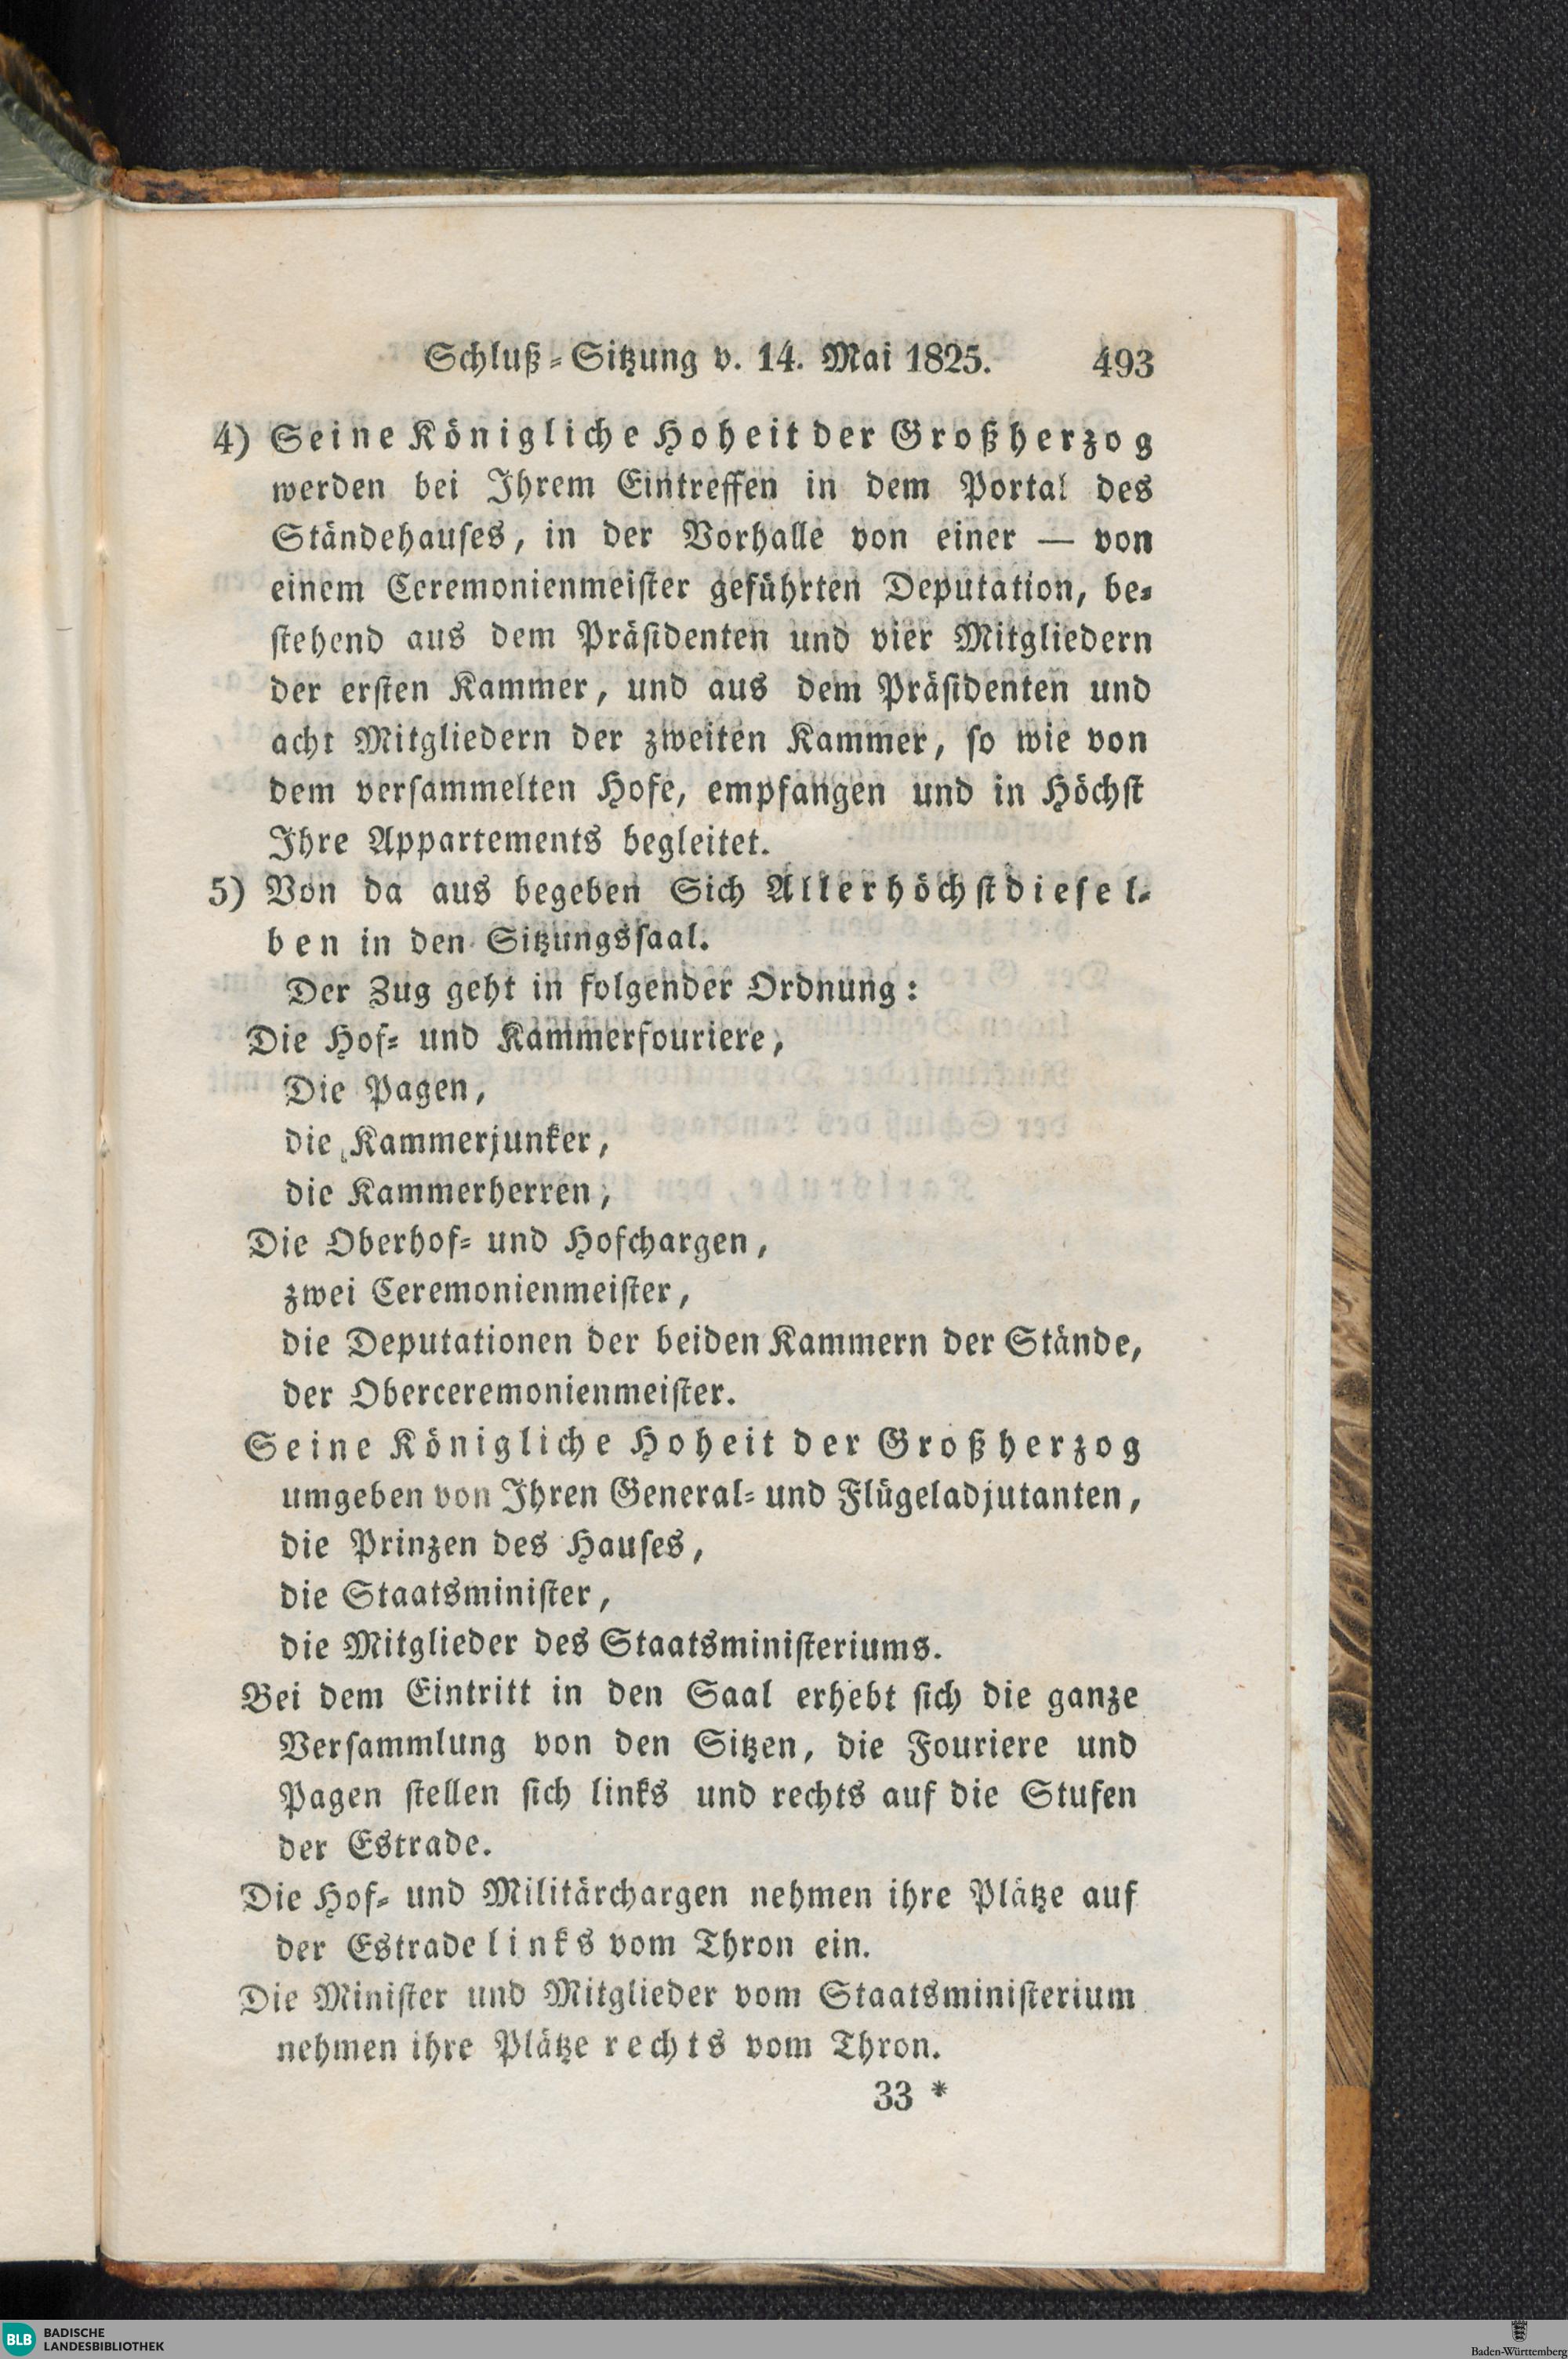 Schluß-Sitzung v. 14. Mai 1825. 493
4) Seine Königliche Hoheit der Großherzog
werden bei Ihrem Eintreffen in dem Portal des
Ständehauses, in der Vorhalle von einer — von
einem Ceremonienmeister geführten Deputation, be-
stehend aus dem Präsidenten und vier Mitgliedern
der ersten Kammer, und aus dem Präsidenten und
acht Mitgliedern der zweiten Kammer, so wie von
dem versammelten Hofe, empfangen und in Höchst
Ihre Appartements begleitet.
5) Von da aus begeben Sich Allerhöchstdiesel-
ben in den Sitzungssaal.
Der Zug geht in folgender Ordnung:
Die Hof- und Kammerfouriere,
Die Pagen,
die Kammerjunker,
die Kammerherren,
Die Oberhof- und Hofchargen,
zwei Ceremonienmeister,
die Deputationen der beiden Kammern der Stände,
der Oberceremonienmeister.
Seine Königliche Hoheit der Großherzog
umgeben von Ihren General- und Flügeladjutanten,
die Prinzen des Hauses,
die Staatsminister,
die Mitglieder des Staatsministeriums.
Bei dem Eintritt in den Saal erhebt sich die ganze
Versammlung von den Sitzen, die Fouriere und
Pagen stellen sich links und rechts auf die Stufen
der Estrade.
Die Hof- und Militärchargen nehmen ihre Plätze auf
der Estrade links vom Thron ein.
Die Minister und Mitglieder vom Staatsministerium
nehmen ihre Plätze rechts vom Thron.
33 *
BLB BADISCHE
LANDESBIBLIOTHEK
Baden-Württemberg